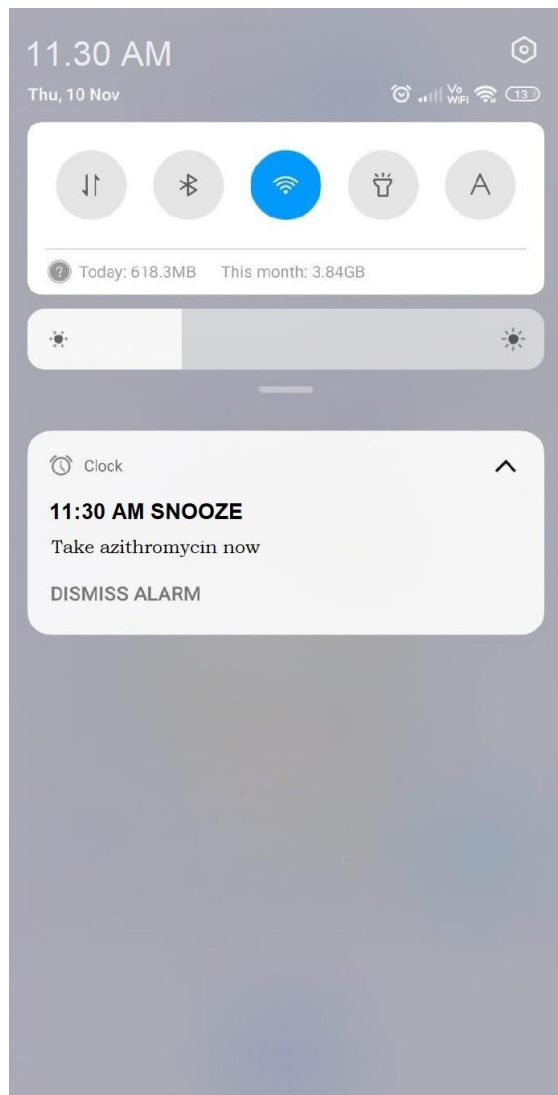 11.30 AM
Thu, 10 Nov
Vo WiFi 13
A
? Today: 618.3MB This month: 3.84GB
Clock
11:30 AM SNOOZE
Take azithromycin now
DISMISS ALARM